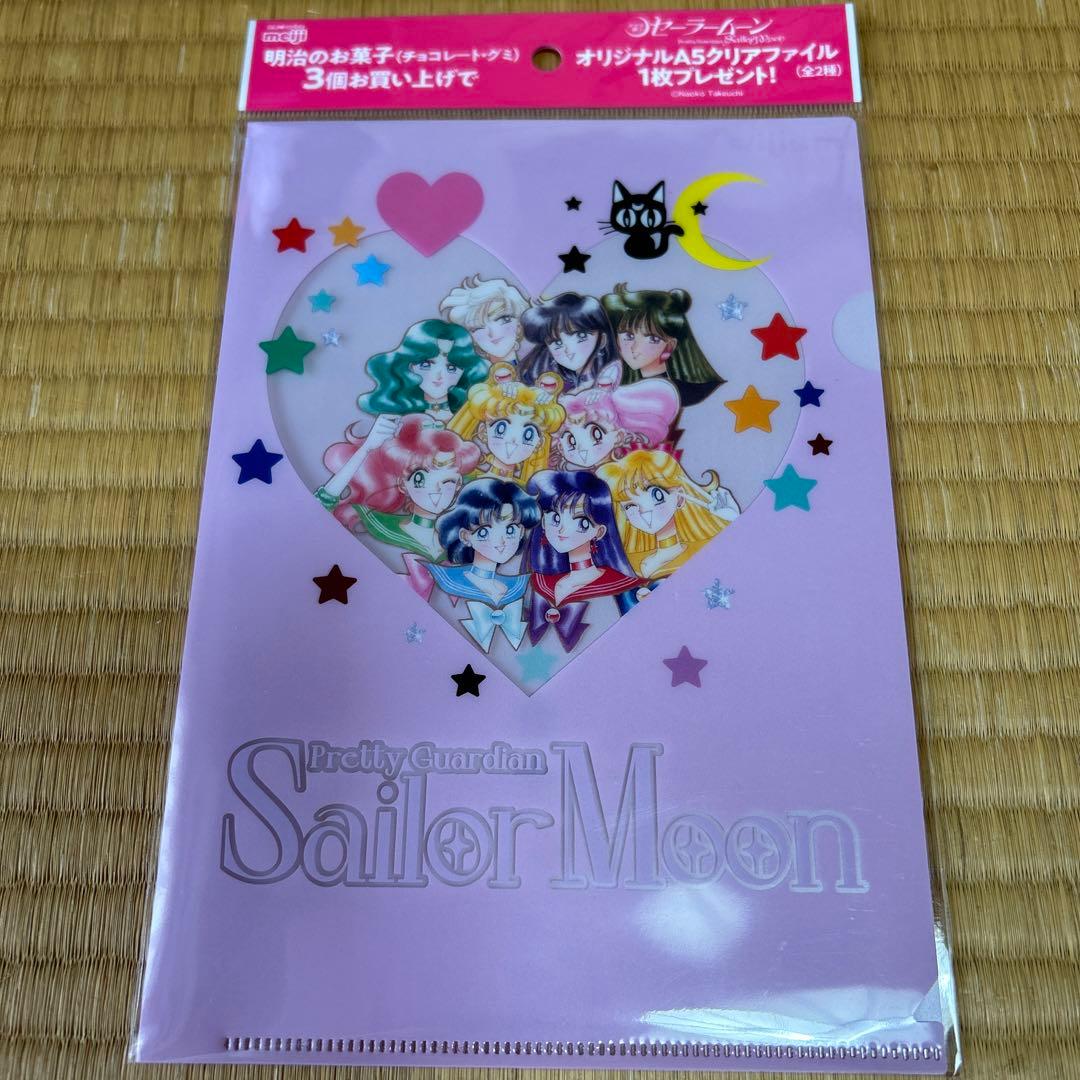 meiji
明治のお菓子(チョコレート・グミ)
3個お買い上げで
セーラームーン
Sailor Moon
オリジナルA5クリアファイル
1枚プレゼント!(全2種)
©Naoko Takeuchi
Pretty Guardian
Sailor Moon